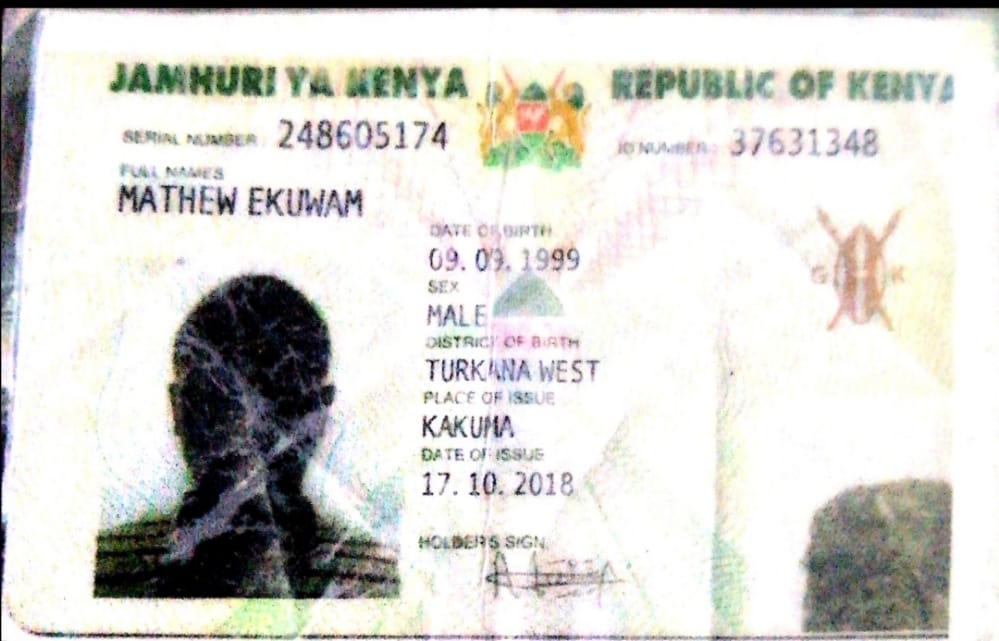 JAMHURI YA KENYA
REPUBLIC OF KENYA
SERIAL NUMBER: 248605174
ID NUMBER: 37631348
FULL NAMES
MATHEW EKUWAM
DATE OF BIRTH
09. 09. 1999
SEX
MALE
DISTRICT OF BIRTH
TURKANA WEST
PLACE OF ISSUE
KAKUMA
DATE OF ISSUE
17. 10. 2018
HOLDER'S SIGN.
G K